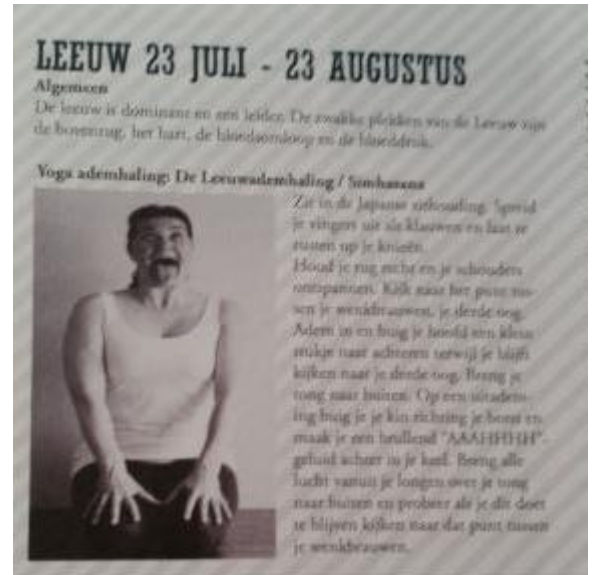 LEEUW 23 JULI - 23 AUGUSTUS
Algemeen
De leeuw is dominant en een leider. De zwakke plekken van de Leeuw zijn
de bovenrug, het hart, de bloedsomloop en de bloeddruk.
Yoga ademhaling: De Leeuwademhaling / Simhasana
Zit in de Japanse zithouding. Spreid
je vingers uit als klauwen en laat ze
rusten op je knieën.
Houd je rug recht en je schouders
ontspannen. Kijk naar het punt tus-
sen je wenkbrauwen, je derde oog.
Adem in en buig je hoofd een klein
stukje naar achteren terwijl je blijft
kijken naar je derde oog. Breng je
tong naar buiten. Op een uitadem-
ing buig je je kin richting je borst en
maak je een brullend "AAAHHHH"-
geluid achter in je keel. Breng alle
lucht vanuit je longen over je tong
naar buiten en probeer als je dit doet
te blijven kijken naar dat punt tussen
je wenkbrauwen.